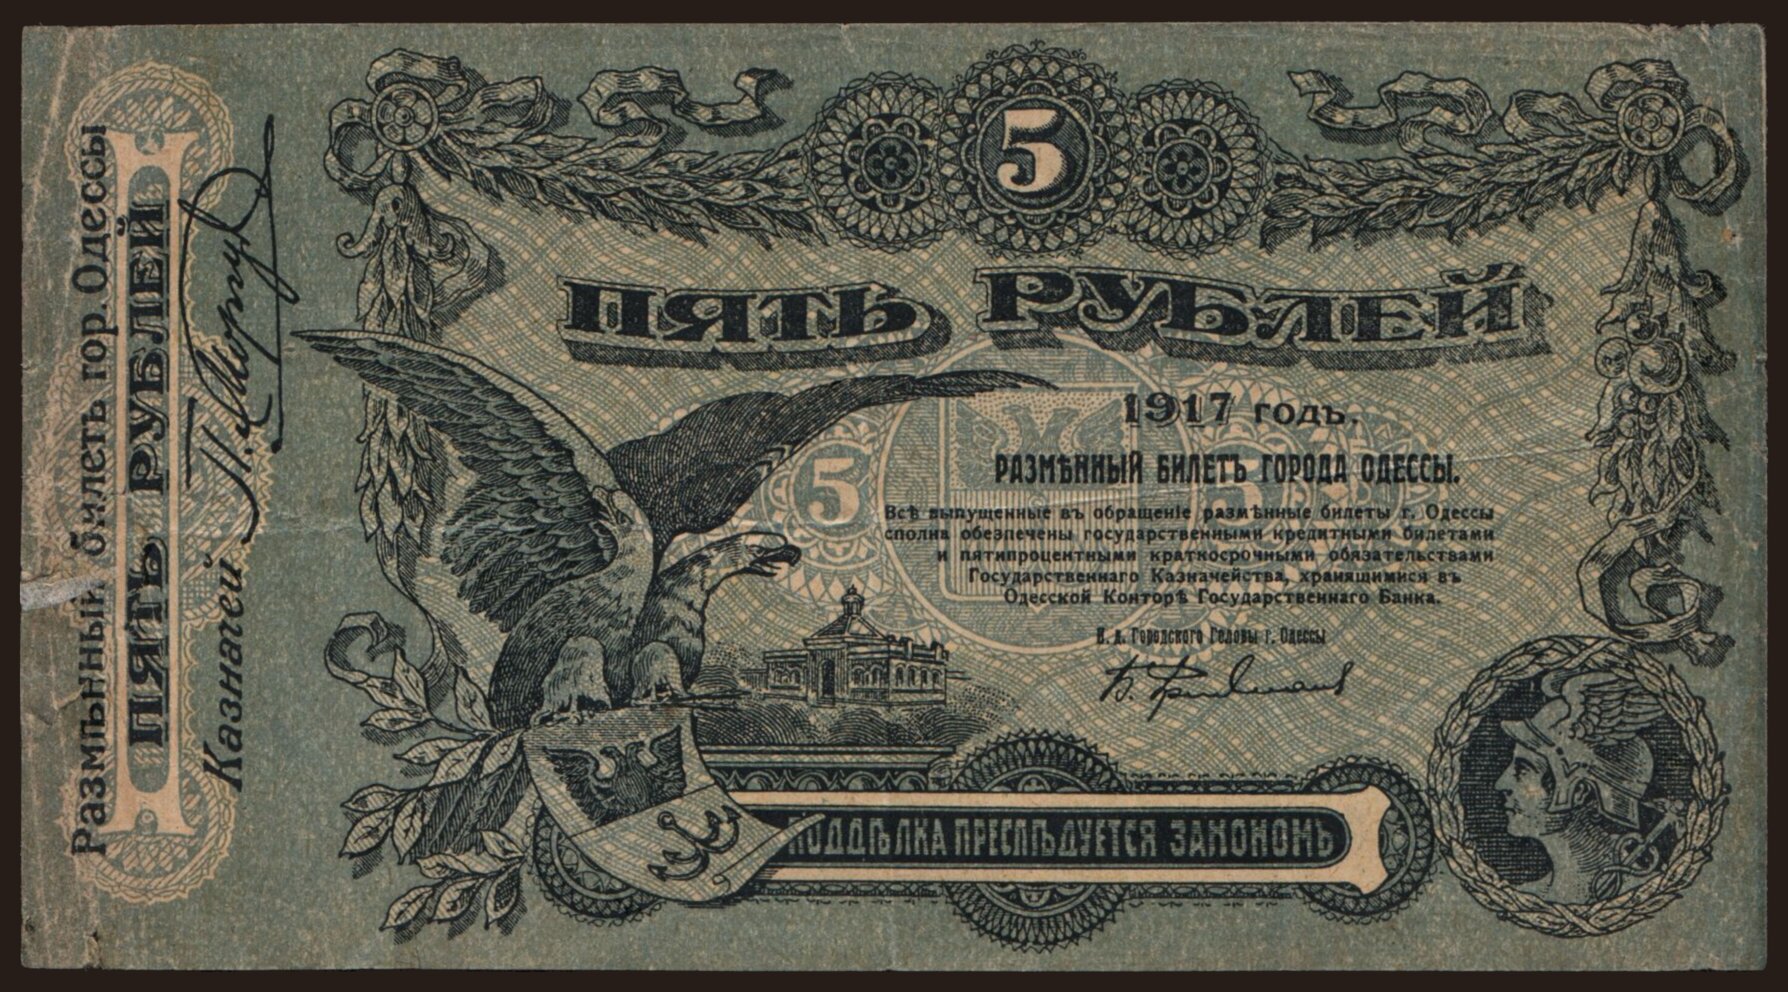 Размѣнный билетъ гор. Одессы
ПЯТЬ РУБЛЕЙ
Казначей
5
ПЯТЬ РУБЛЕЙ
1917 годъ.
РАЗМѢННЫЙ БИЛЕТЪ ГОРОДА ОДЕССЫ.
5 5
Всѣ выпущенные въ обращеніе размѣнные билеты г. Одессы
сполна обезпечены государственными кредитными билетами
и пятипроцентными краткосрочными обязательствами
Государственнаго Казначейства, хранящимися въ
Одесской Конторѣ Государственнаго Банка.
И. д. Городского Головы г. Одессы
ПОДДѢЛКА ПРЕСЛѢДУЕТСЯ ЗАКОНОМЪ